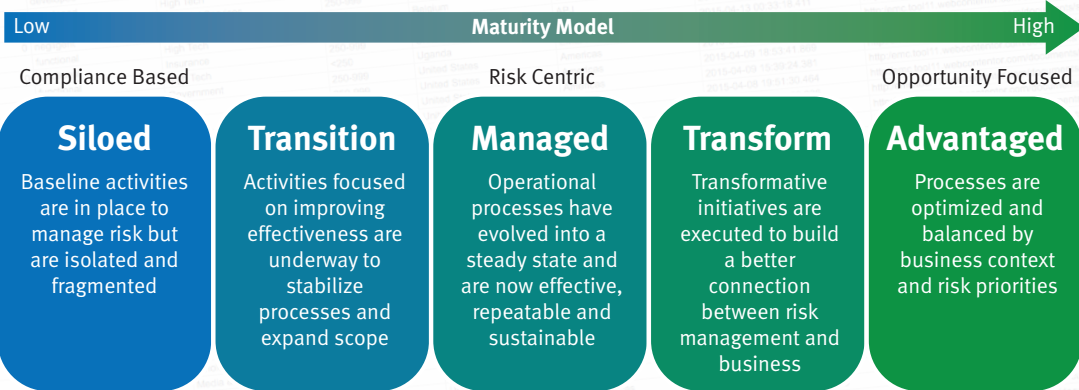 Low
Maturity Model
High
Compliance Based
Risk Centric
Opportunity Focused
Siloed
Baseline activities
are in place to
manage risk but
are isolated and
fragmented
Transition
Activities focused
on improving
effectiveness are
underway to
stabilize
processes and
expand scope
Managed
Operational
processes have
evolved into a
steady state and
are now effective,
repeatable and
sustainable
Transform
Transformative
initiatives are
executed to build
a better
connection
between risk
management and
business
Advantaged
Processes are
optimized and
balanced by
business context
and risk priorities